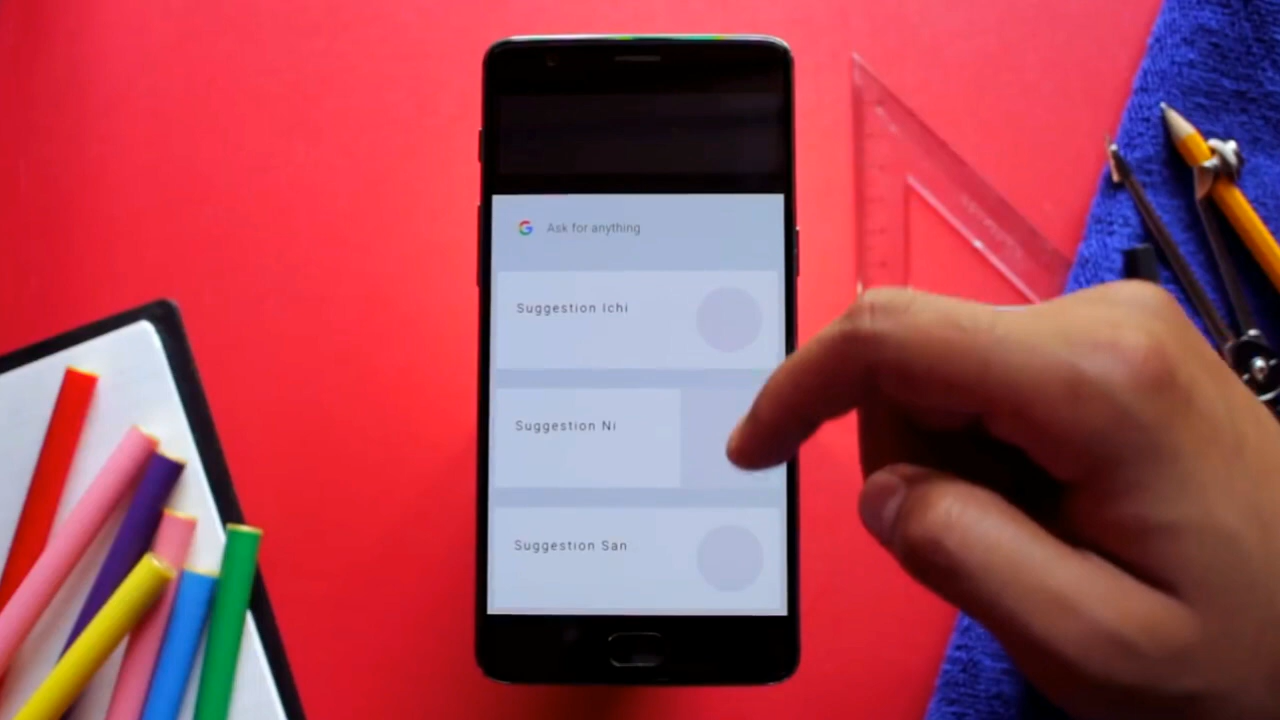 G Ask for anything
Suggestion Ichi
Suggestion Ni
Suggestion San